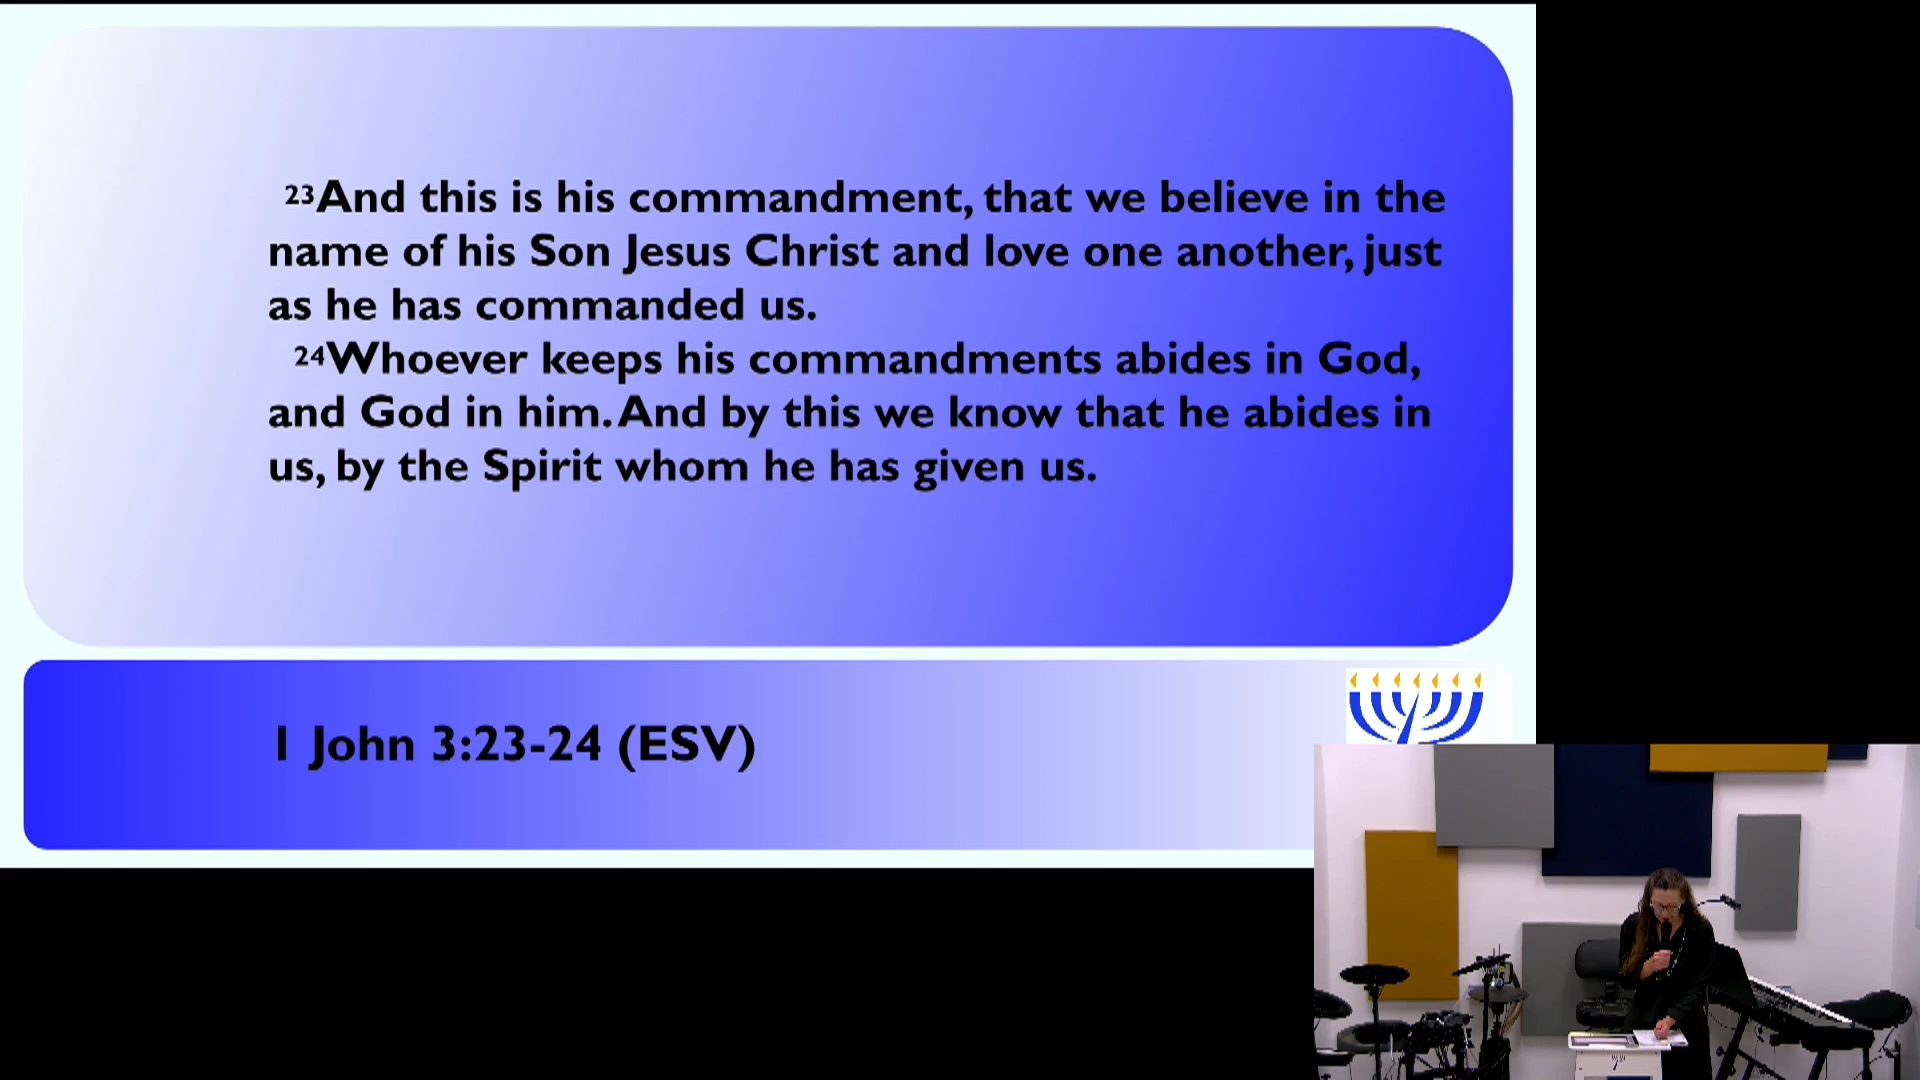 23And this is his commandment, that we believe in the
name of his Son Jesus Christ and love one another, just
as he has commanded us.
24Whoever keeps his commandments abides in God,
and God in him. And by this we know that he abides in
us, by the Spirit whom he has given us.
1 John 3:23-24 (ESV)